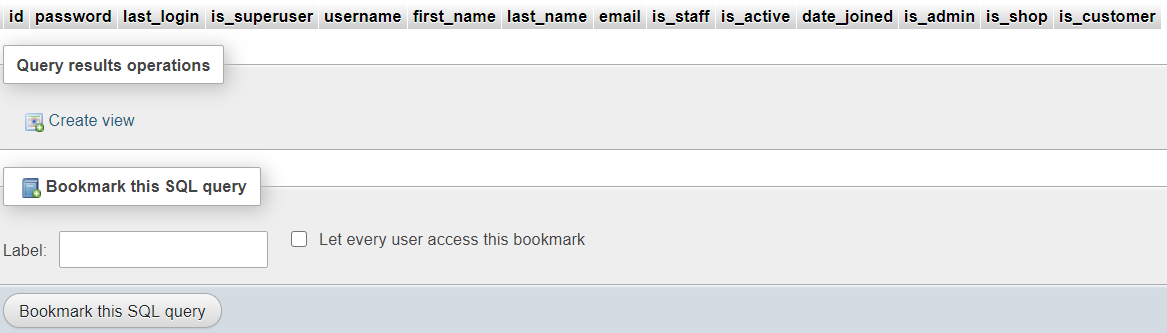 id password last_login is_superuser username first_name last_name email is_staff is_active date_joined is_admin is_shop is_customer
Query results operations
Create view
Bookmark this SQL query
Label: Let every user access this bookmark
Bookmark this SQL query